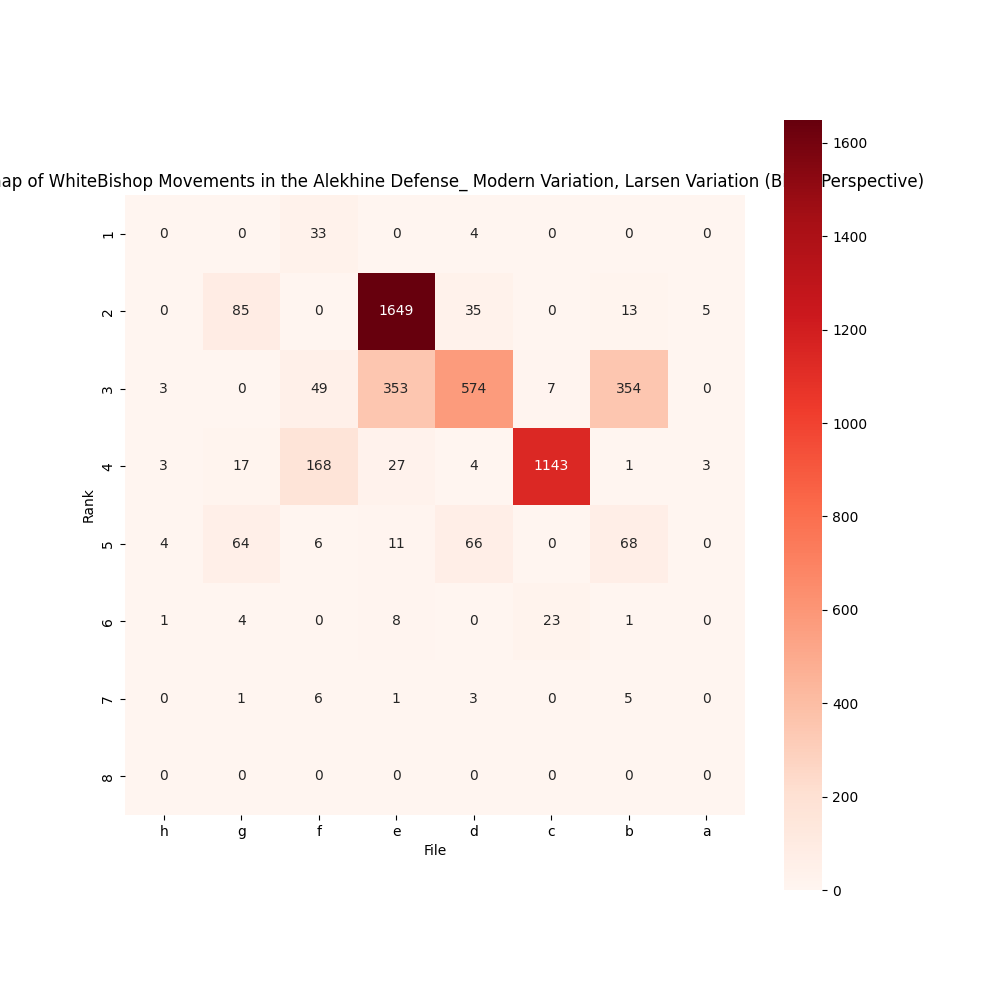 ap of WhiteBishop Movements in the Alekhine Defense_ Modern Variation, Larsen Variation (B Perspective)
Rank
1 0 0 33 0 4 0 0 0
2 0 85 0 1649 35 0 13 5
3 3 0 49 353 574 7 354 0
4 3 17 168 27 4 1143 1 3
5 4 64 6 11 66 0 68 0
6 1 4 0 8 0 23 1 0
7 0 1 6 1 3 0 5 0
8 0 0 0 0 0 0 0 0
h g f e d c b a
File
1600
1400
1200
1000
800
600
400
200
0